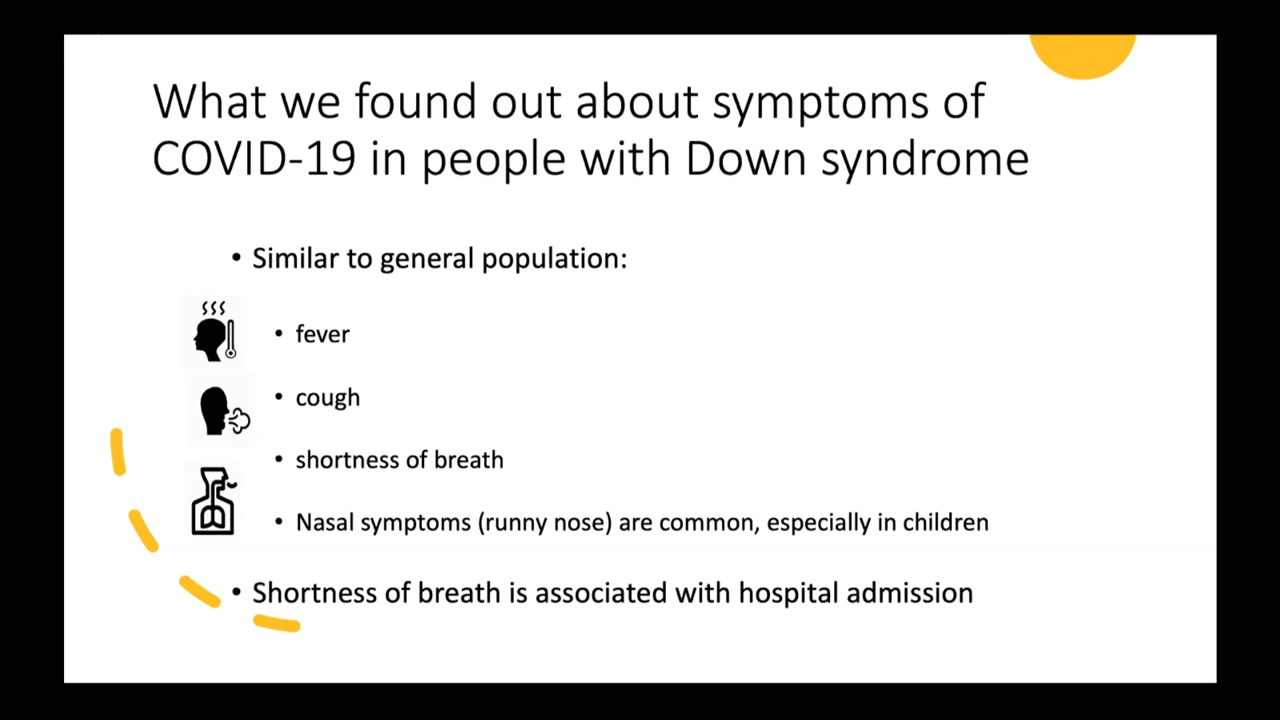 What we found out about symptoms of
COVID-19 in people with Down syndrome
• Similar to general population:
• fever
• cough
• shortness of breath
• Nasal symptoms (runny nose) are common, especially in children
• Shortness of breath is associated with hospital admission